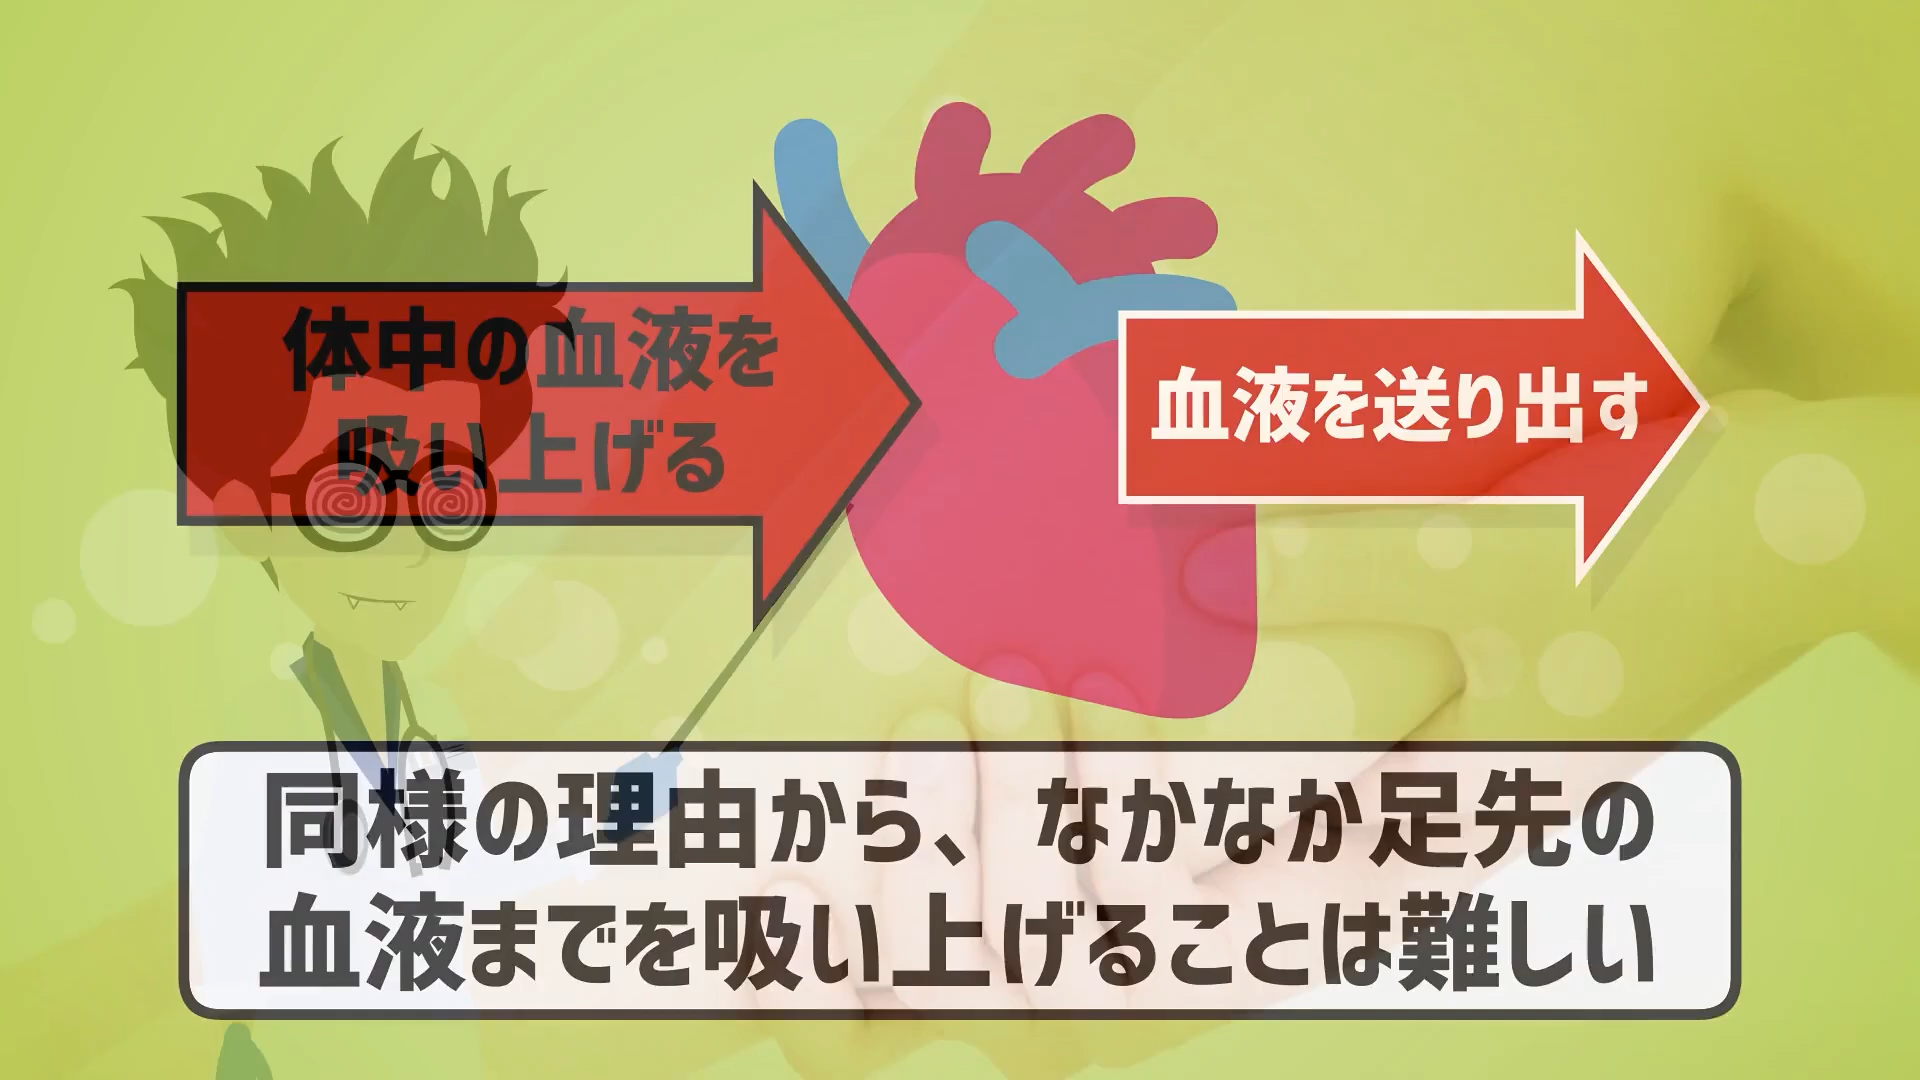 体中の血液を
吸い上げる
血液を送り出す
同様の理由から、なかなか足先の
血液までを吸い上げることは難しい